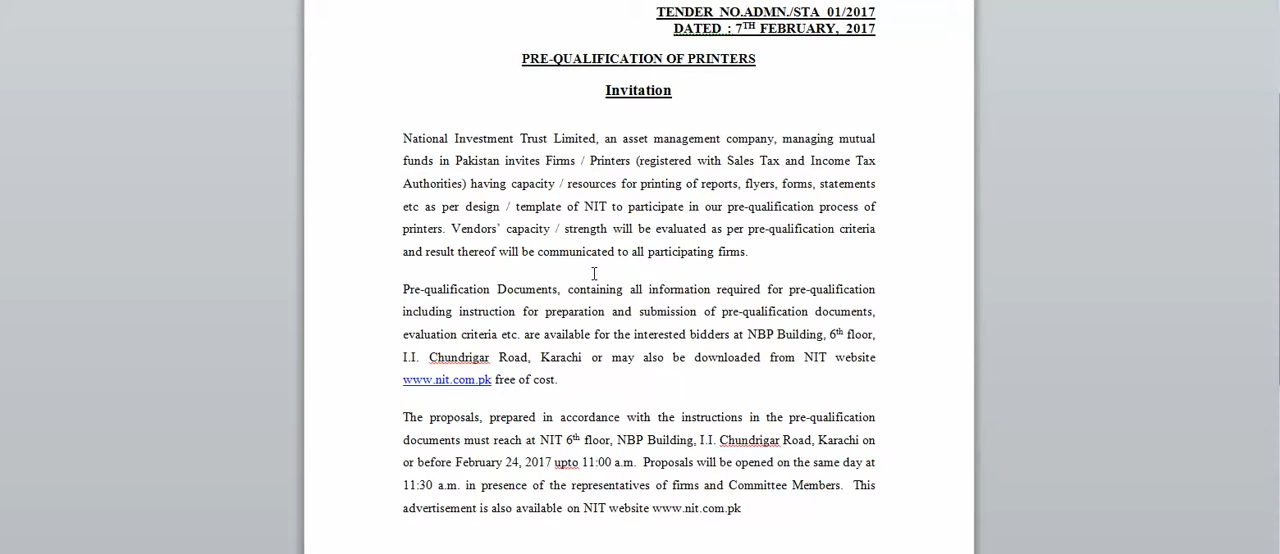 TENDER NO.ADMN./STA 01/2017
DATED : 7TH FEBRUARY, 2017
PRE-QUALIFICATION OF PRINTERS
Invitation
National Investment Trust Limited, an asset management company, managing mutual
funds in Pakistan invites Firms / Printers (registered with Sales Tax and Income Tax
Authorities) having capacity / resources for printing of reports, flyers, forms, statements
etc as per design / template of NIT to participate in our pre-qualification process of
printers. Vendors’ capacity / strength will be evaluated as per pre-qualification criteria
and result thereof will be communicated to all participating firms.
Pre-qualification Documents, containing all information required for pre-qualification
including instruction for preparation and submission of pre-qualification documents,
evaluation criteria etc. are available for the interested bidders at NBP Building, 6th floor,
I.I. Chundrigar Road, Karachi or may also be downloaded from NIT website
www.nit.com.pk free of cost.
The proposals, prepared in accordance with the instructions in the pre-qualification
documents must reach at NIT 6th floor, NBP Building, I.I. Chundrigar Road, Karachi on
or before February 24, 2017 upto 11:00 a.m. Proposals will be opened on the same day at
11:30 a.m. in presence of the representatives of firms and Committee Members. This
advertisement is also available on NIT website www.nit.com.pk